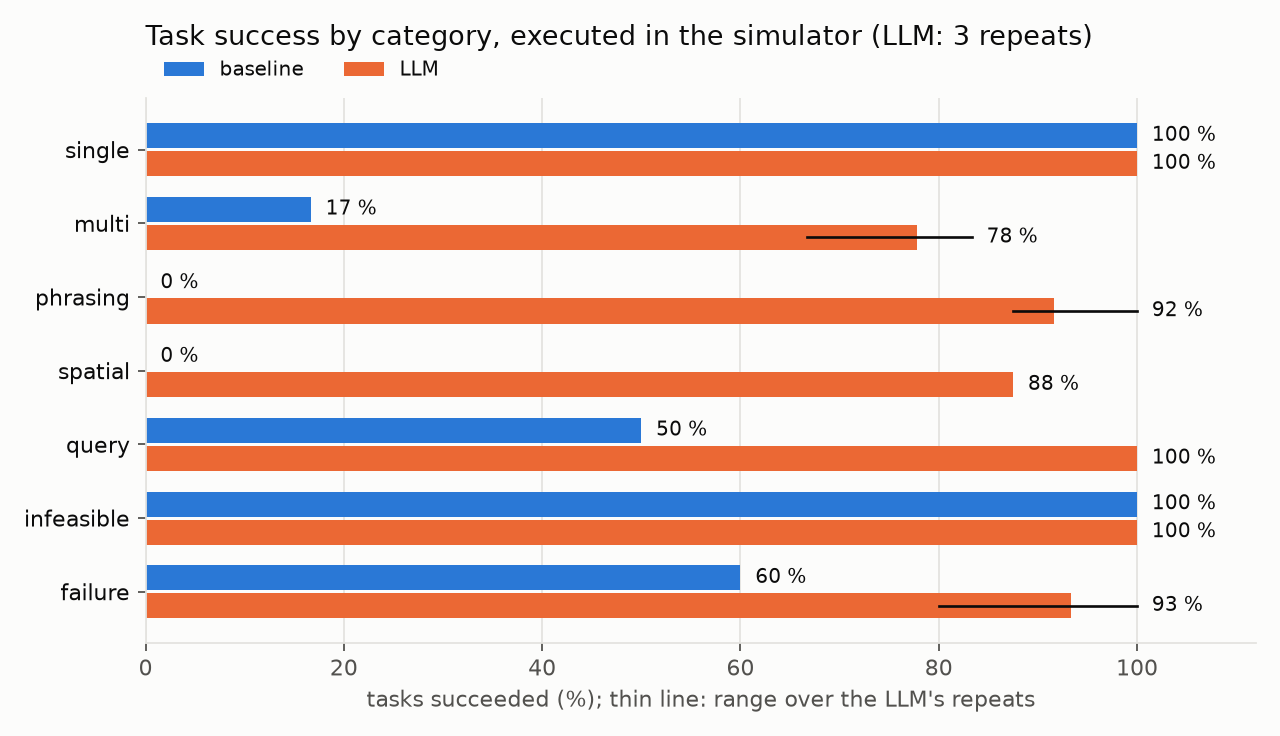 Task success by category, executed in the simulator (LLM: 3 repeats)
baseline LLM
single 100 %
100 %
multi 17 %
78 %
phrasing 0 %
92 %
spatial 0 %
88 %
query 50 %
100 %
infeasible 100 %
100 %
failure 60 %
93 %
0 20 40 60 80 100
tasks succeeded (%); thin line: range over the LLM's repeats